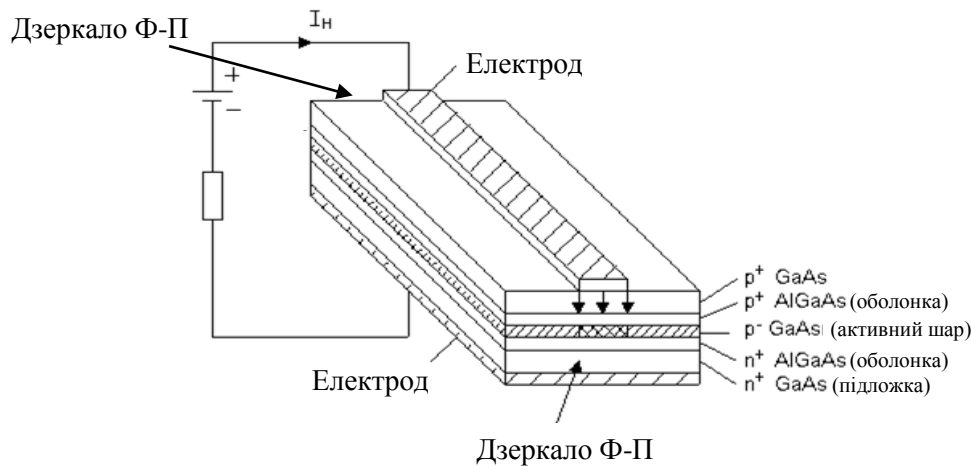 Дзеркало Ф-П
Iн
Електрод
+
−
p⁺ GaAs
p⁺ AlGaAs (оболонка)
p⁻ GaAs (активний шар)
n⁺ AlGaAs (оболонка)
n⁺ GaAs (підложка)
Електрод
Дзеркало Ф-П